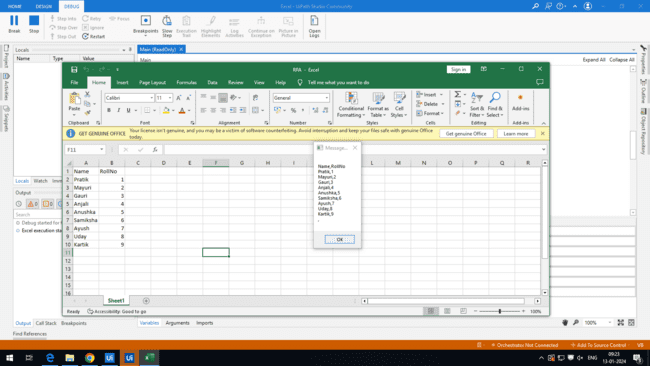 Excel - UiPath Studio Community
HOME DESIGN DEBUG
Break Stop Step Into Step Over Step Out Retry Ignore Restart Focus Breakpoints Slow Step Execution Trail Highlight Elements Log Activities Continue on Exception Picture in Picture Open Logs
Locals
Name Type Value
Main (ReadOnly)
Main
Expand All Collapse All
Project
Activities
Snippets
Properties
Outline
Object Repository
RPA - Excel
Sign in
File Home Insert Page Layout Formulas Data Review View Help Tell me what you want to do
Paste
Calibri 11
General
Conditional Formatting Format as Table Cell Styles
Insert
Delete
Format
Sort & Filter Find & Select
Add-ins
Clipboard Font Alignment Number Styles Cells Editing Add-ins
GET GENUINE OFFICE Your license isn't genuine, and you may be a victim of software counterfeiting. Avoid interruption and keep your files safe with genuine Office today.
Get genuine Office Learn more
F11
A B C D E F G H I L M N O P Q
1 Name RollNo
2 Pratik 1
3 Mayuri 2
4 Gauri 3
5 Anjali 4
6 Anushka 5
7 Samiksha 6
8 Ayush 7
9 Uday 8
10 Kartik 9
11
12
13
14
15
16
Message...
Name,RollNo
Pratik,1
Mayuri,2
Gauri,3
Anjali,4
Anushka,5
Samiksha,6
Ayush,7
Uday,8
Kartik,9
OK
Locals Watch
Output
Search
Debug started for
Excel execution sta
Sheet1
Ready Accessibility: Good to go 100%
Output Call Stack Breakpoints
Variables Arguments Imports
100%
Find References
Orchestrator Not Connected Add To Source Control
ENG
09:23
13-01-2024